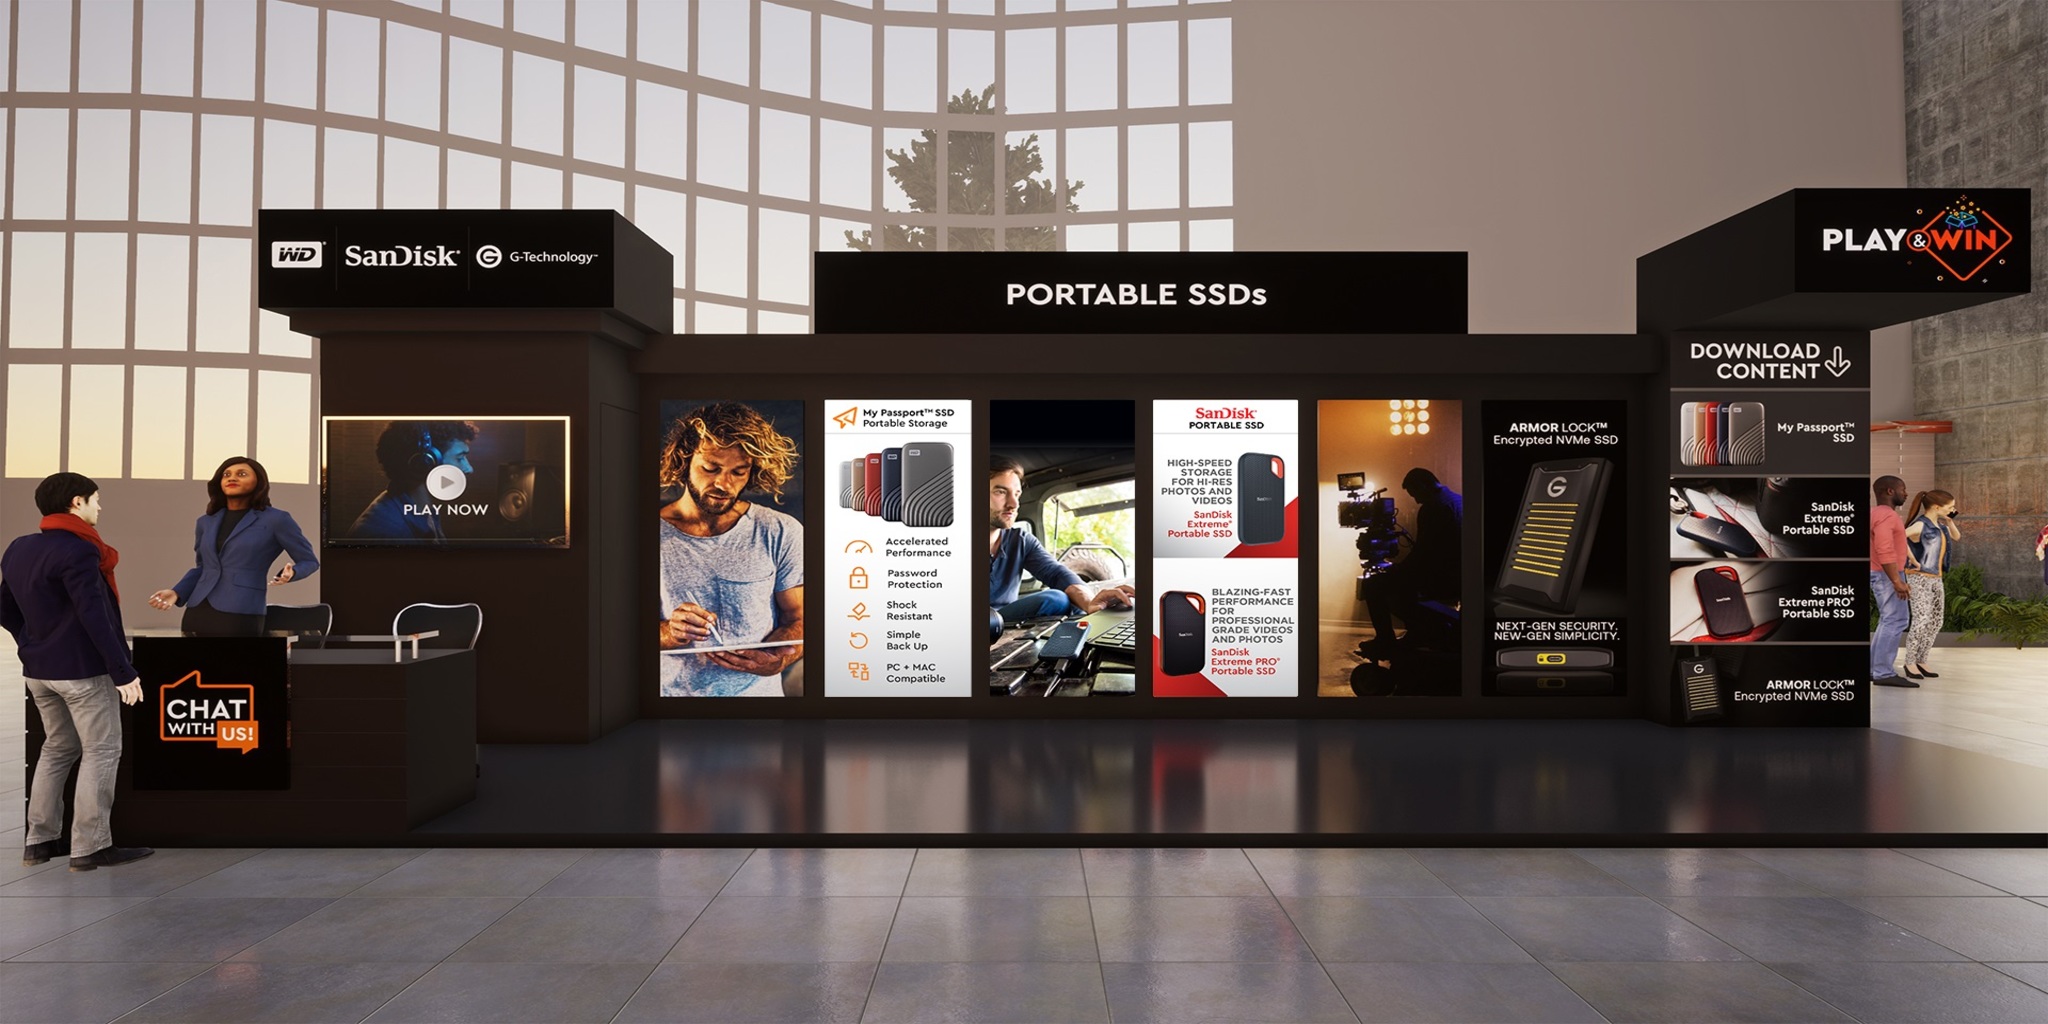 WD
SanDisk®
G-Technology™
PORTABLE SSDs
PLAY & WIN
PLAY NOW
CHAT
WITH US!
My Passport™ SSD
Portable Storage
Accelerated
Performance
Password
Protection
Shock
Resistant
Simple
Back Up
PC + MAC
Compatible
SanDisk®
PORTABLE SSD
HIGH-SPEED
STORAGE
FOR HI-RES
PHOTOS AND
VIDEOS
SanDisk
Extreme®
Portable SSD
BLAZING-FAST
PERFORMANCE
FOR
PROFESSIONAL
GRADE VIDEOS
AND PHOTOS
SanDisk
Extreme PRO®
Portable SSD
ARMOR LOCK™
Encrypted NVMe SSD
G
NEXT-GEN SECURITY.
NEW-GEN SIMPLICITY.
DOWNLOAD
CONTENT
My Passport™
SSD
SanDisk
Extreme®
Portable SSD
SanDisk
Extreme PRO®
Portable SSD
ARMOR LOCK™
Encrypted NVMe SSD